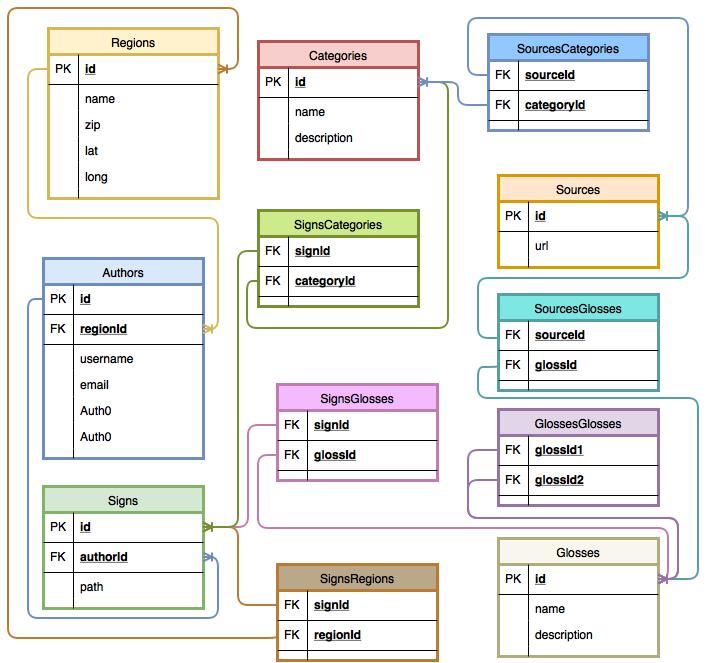 Regions
PK id
name
zip
lat
long
Categories
PK id
name
description
SourcesCategories
FK sourceId
FK categoryId
Sources
PK id
url
SignsCategories
FK signId
FK categoryId
Authors
PK id
FK regionId
username
email
Auth0
Auth0
SourcesGlosses
FK sourceId
FK glossId
SignsGlosses
FK signId
FK glossId
GlossesGlosses
FK glossId1
FK glossId2
Signs
PK id
FK authorId
path
SignsRegions
FK signId
FK regionId
Glosses
PK id
name
description